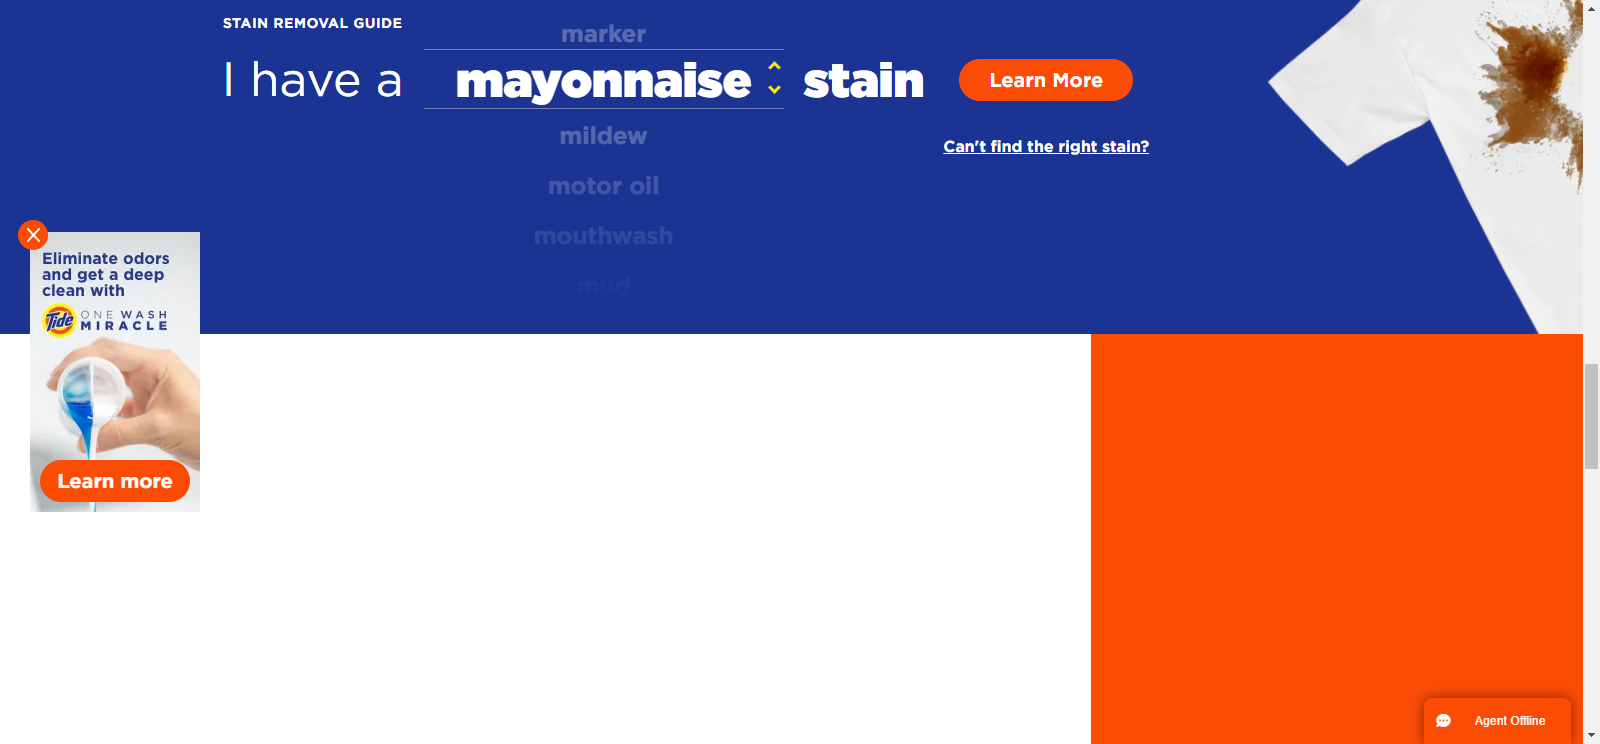 STAIN REMOVAL GUIDE
marker
I have a mayonnaise stain
Learn More
mildew
Can't find the right stain?
motor oil
mouthwash
mud
Eliminate odors
and get a deep
clean with
Tide ONE WASH
MIRACLE
Learn more
Agent Offline